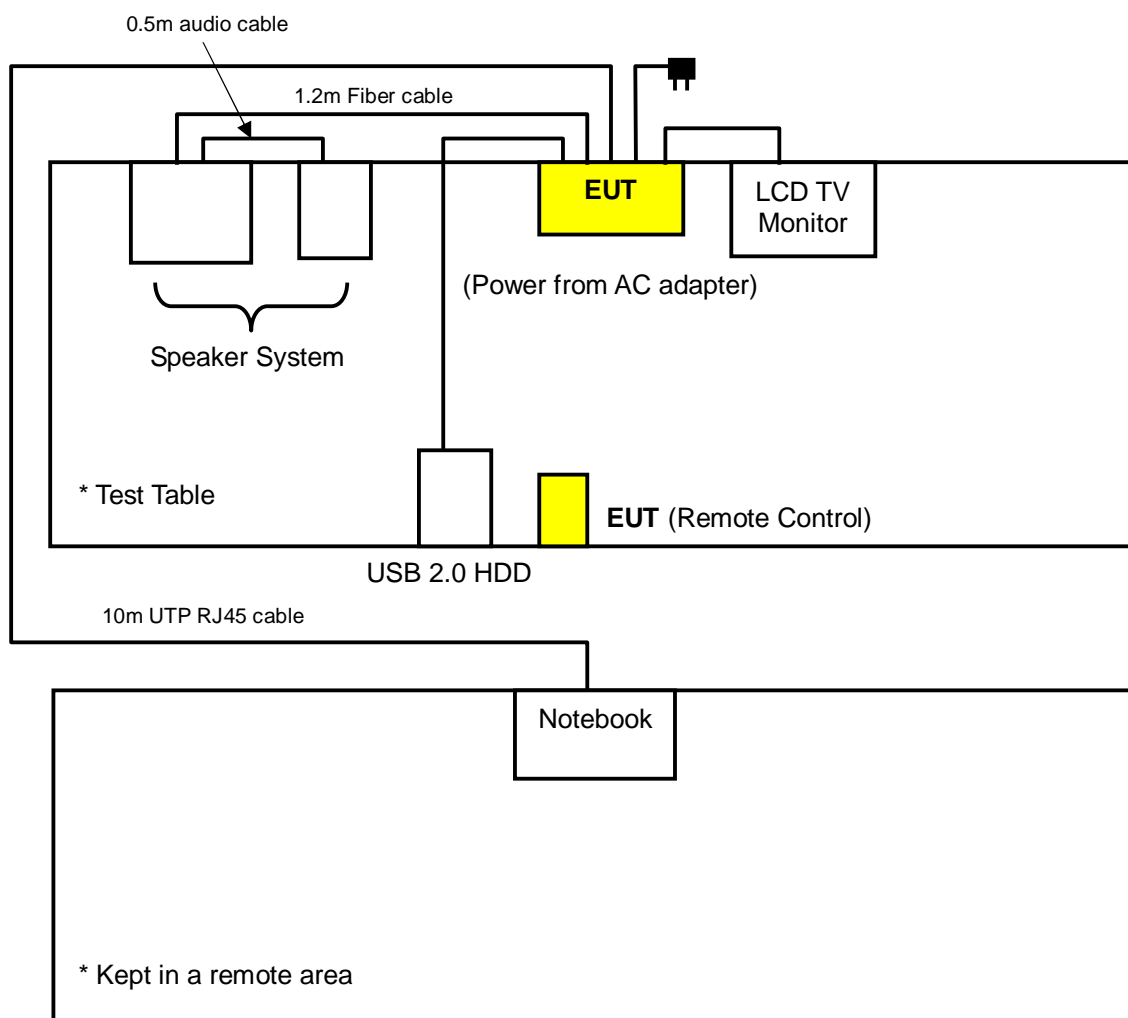 0.5m audio cable
1.2m Fiber cable
EUT
LCD TV
Monitor
(Power from AC adapter)
Speaker System
* Test Table
EUT (Remote Control)
USB 2.0 HDD
10m UTP RJ45 cable
Notebook
* Kept in a remote area